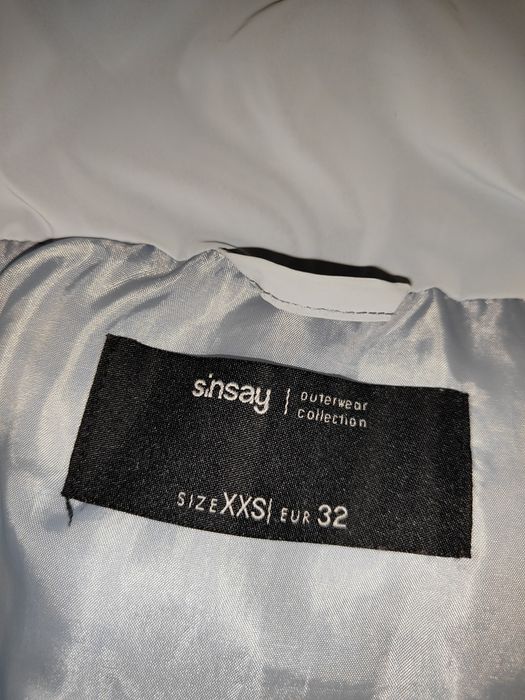 sinsay | outerwear
collection
SIZE XXS | EUR 32